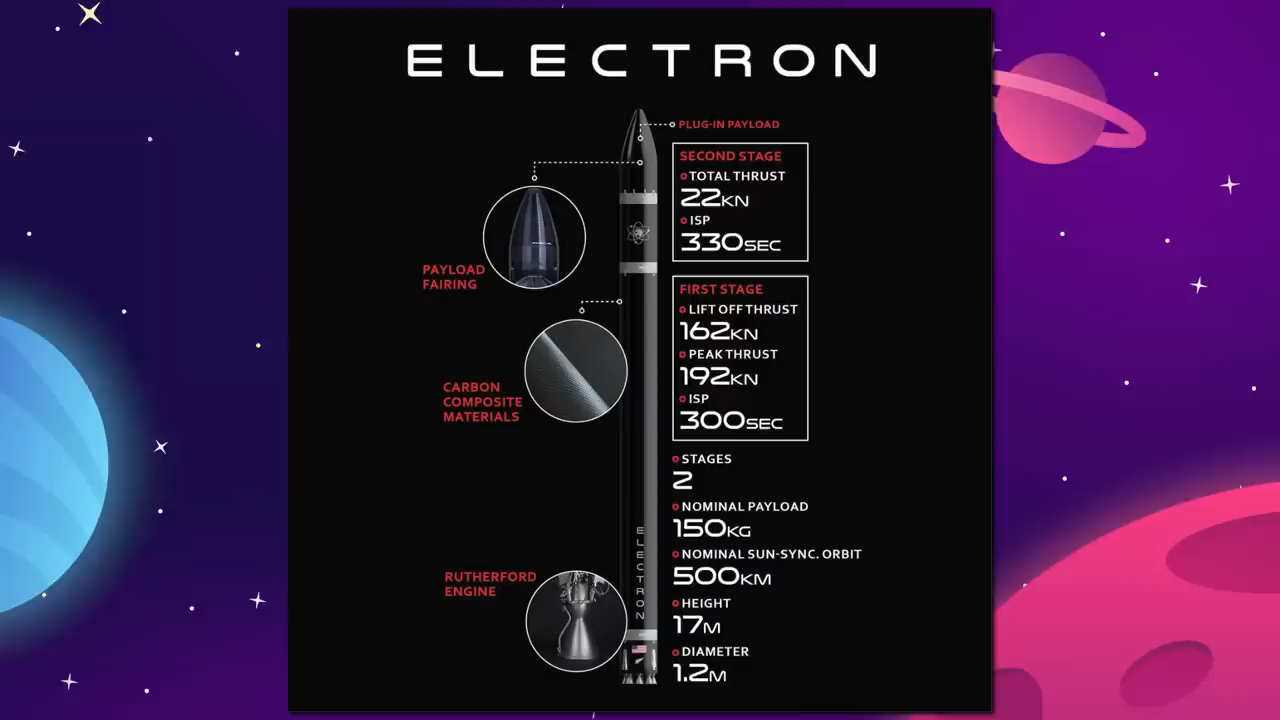 ELECTRON
PLUG-IN PAYLOAD
SECOND STAGE
TOTAL THRUST
22KN
ISP
330SEC
PAYLOAD
FAIRING
FIRST STAGE
LIFT OFF THRUST
162KN
PEAK THRUST
192KN
ISP
300SEC
CARBON
COMPOSITE
MATERIALS
STAGES
2
NOMINAL PAYLOAD
150KG
NOMINAL SUN-SYNC. ORBIT
500KM
ELECTRON
RUTHERFORD
ENGINE
HEIGHT
17M
DIAMETER
1.2M